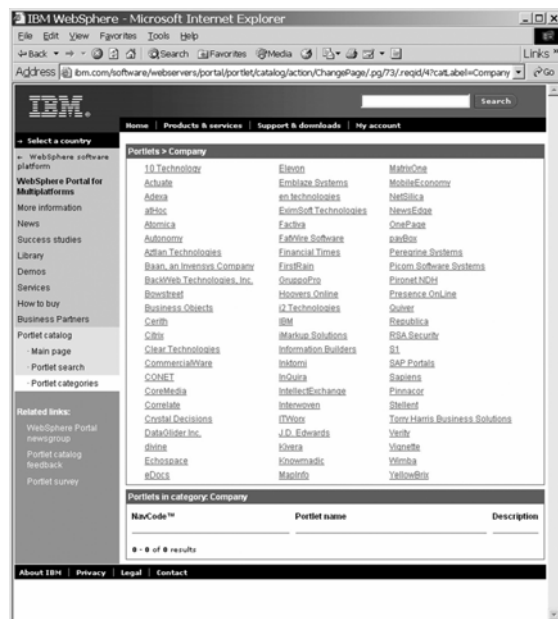 IBM WebSphere - Microsoft Internet Explorer
File Edit View Favorites Tools Help
Back Search Favorites Media Links
Address ibm.com/software/webservers/portal/portlet/catalog/action/ChangePage/.pg/73/.reqid/4?catLabel=Company Go
IBM.
Search
Home | Products & services | Support & downloads | My account
Select a country
WebSphere software
platform
WebSphere Portal for
Multiplatforms
More information
News
Success studies
Library
Demos
Services
How to buy
Business Partners
Portlet catalog
· Main page
· Portlet search
· Portlet categories
Related links:
WebSphere Portal
newsgroup
Portlet catalog
feedback
Portlet survey
Portlets > Company
10 Technology Elevon MatrixOne
Actuate Emblaze Systems MobileEconomy
Adexa en technologies NetSilica
atHoc EximSoft Technologies NewsEdge
Atomica Factiva OnePage
Autonomy FatWire Software payBox
Aztlan Technologies Financial Times Peregrine Systems
Baan, an Invensys Company FirstRain Picom Software Systems
BackWeb Technologies, Inc. GruppoPro Pironet NDH
Bowstreet Hoovers Online Presence OnLine
Business Objects i2 Technologies Quiver
Cerith IBM Republica
Citrix iMarkup Solutions RSA Security
Clear Technologies Information Builders S1
CommercialWare Inktomi SAP Portals
CONET InQuira Sapiens
CoreMedia IntellectExchange Pinnacor
Correlate Interwoven Stellent
Crystal Decisions ITWorx Torry Harris Business Solutions
DataGlider Inc. J.D. Edwards Verity
divine Kivera Vignette
Echospace Knowmadic Wimba
eDocs MapInfo YellowBrix
Portlets in category: Company
NavCode™ Portlet name Description
0 - 0 of 0 results
About IBM | Privacy | Legal | Contact